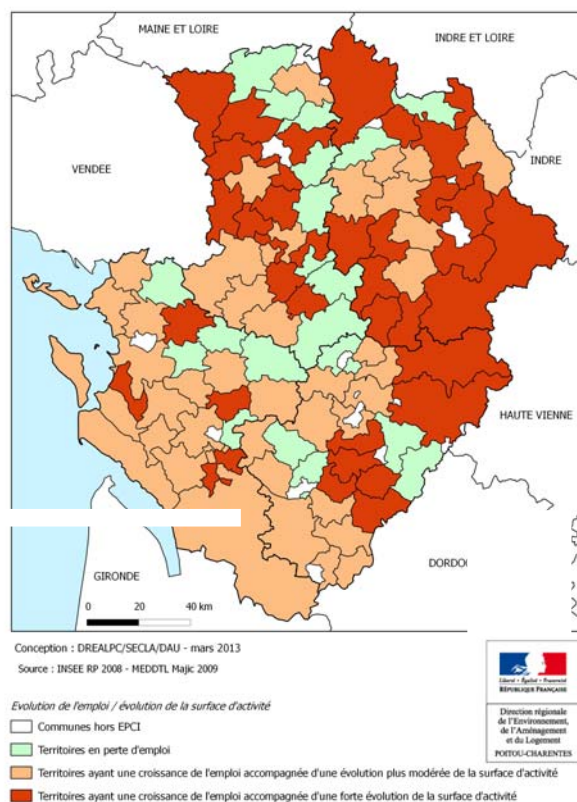 MAINE ET LOIRE
INDRE ET LOIRE
VENDEE
INDRE
HAUTE VIENNE
GIRONDE
0 20 40 km
Conception : DREALPC/SECLA/DAU - mars 2013
Source : INSEE RP 2008 - MEDDTL Majic 2009
Liberté • Égalité • Fraternité
RÉPUBLIQUE FRANÇAISE
Direction régionale
de l'Environnement,
de l'Aménagement
et du Logement
POITOU-CHARENTES
Evolution de l'emploi / évolution de la surface d'activité
Communes hors EPCI
Territoires en perte d'emploi
Territoires ayant une croissance de l'emploi accompagnée d'une évolution plus modérée de la surface d'activité
Territoires ayant une croissance de l'emploi accompagnée d'une forte évolution de la surface d'activité